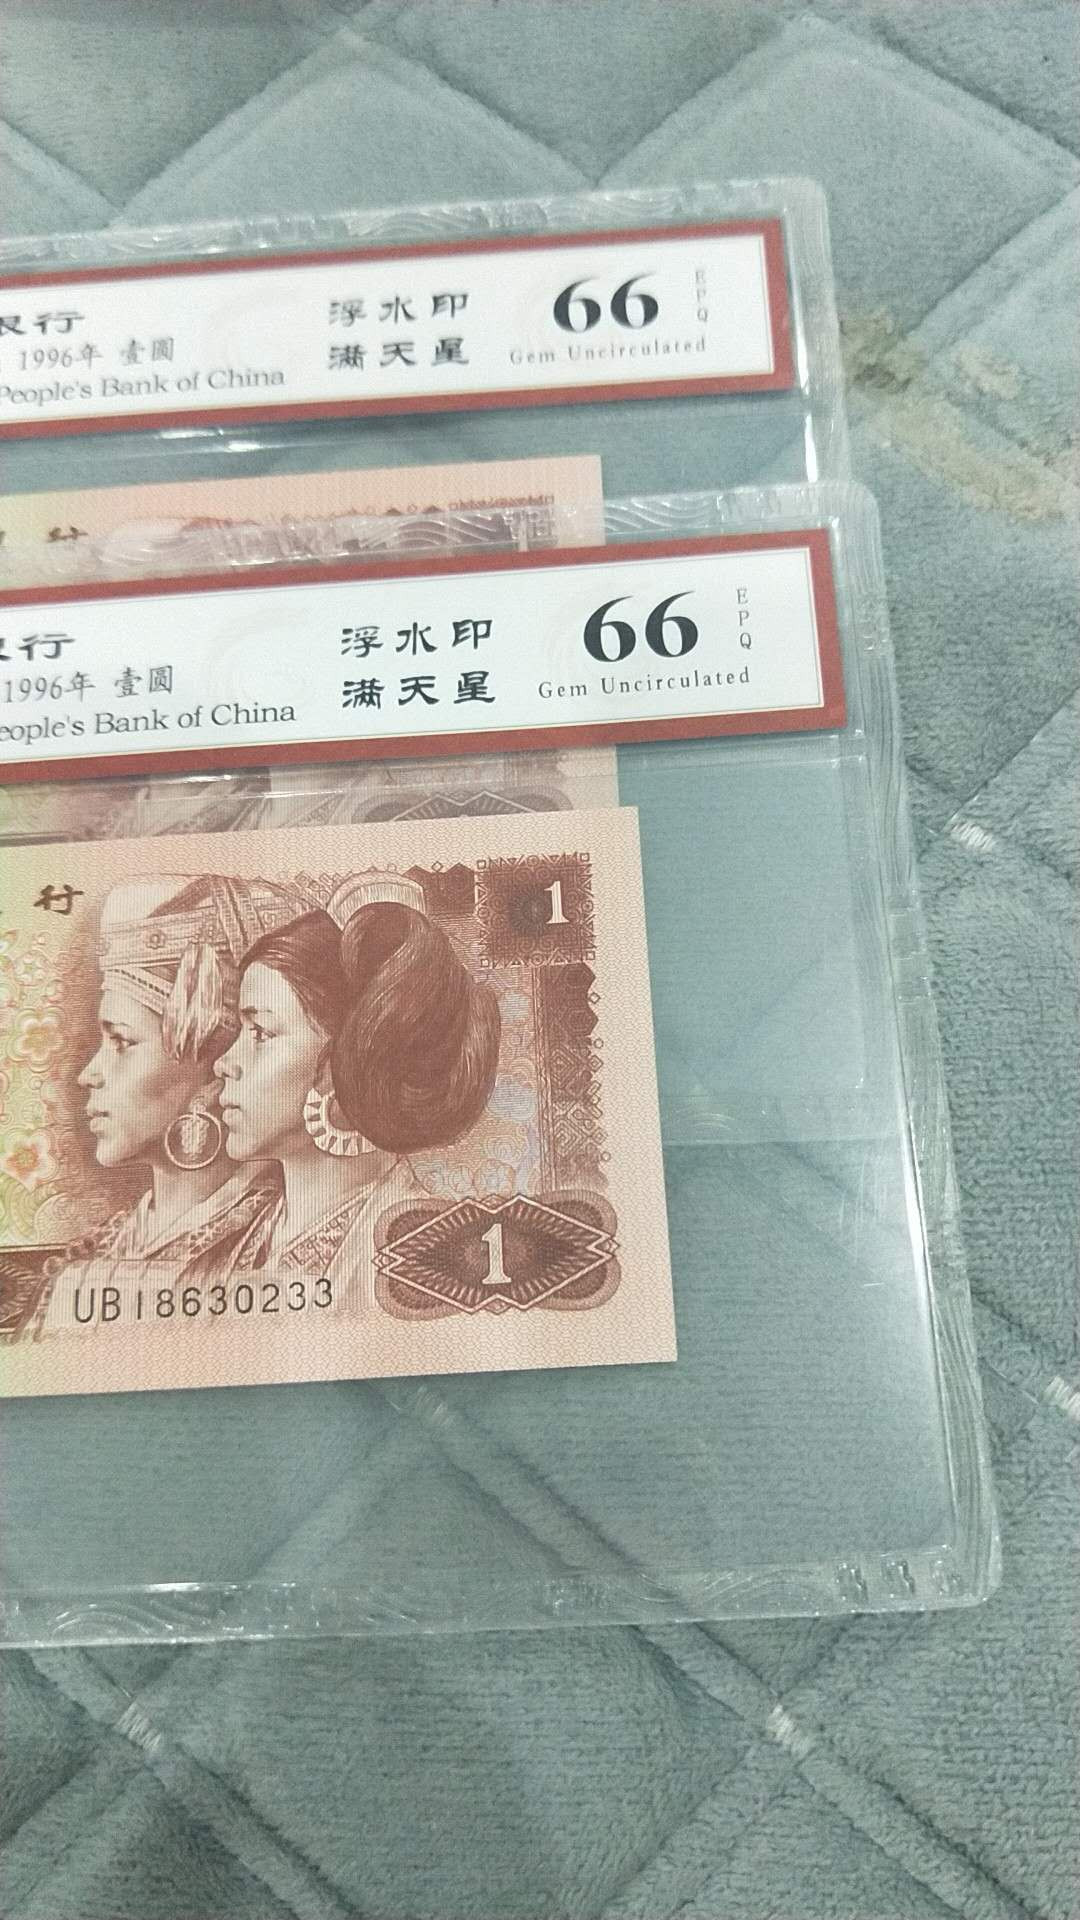 银行
1996年 壹圆
People's Bank of China
浮水印
满天星
66
EPQ
Gem Uncirculated
行
行
1996年 壹圆
eople's Bank of China
浮水印
满天星
66
EPQ
Gem Uncirculated
行
1
1
UB18630233